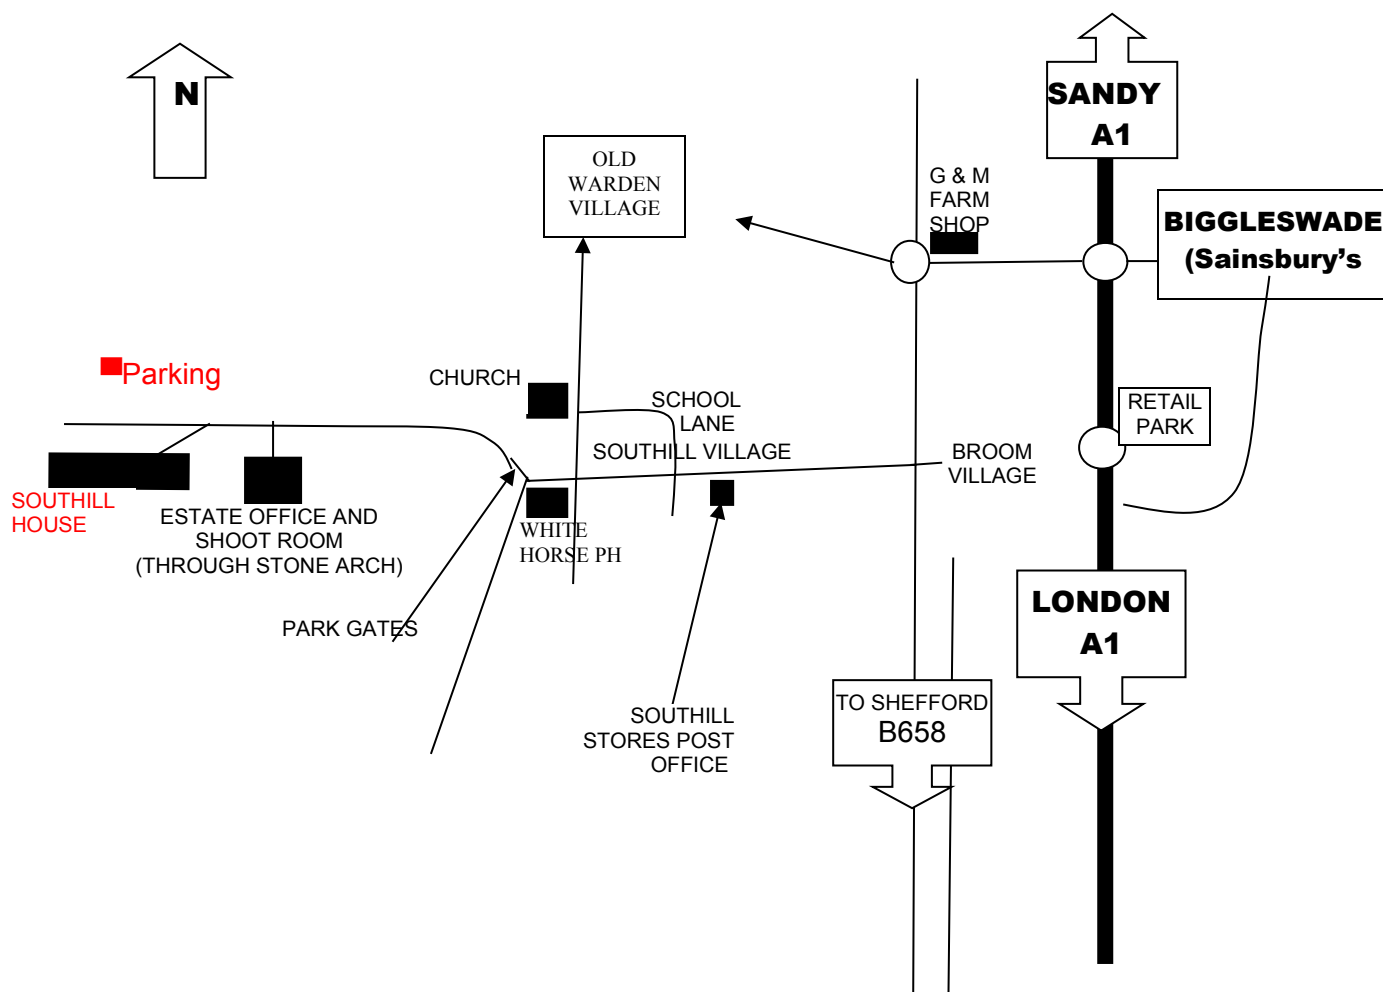 N
SANDY
A1
OLD
WARDEN
VILLAGE
G & M
FARM
SHOP
BIGGLESWADE
(Sainsbury’s
Parking
CHURCH
SCHOOL
LANE
RETAIL
PARK
SOUTHILL VILLAGE
BROOM
VILLAGE
SOUTHILL
HOUSE
ESTATE OFFICE AND
SHOOT ROOM
(THROUGH STONE ARCH)
WHITE
HORSE PH
PARK GATES
LONDON
A1
TO SHEFFORD
B658
SOUTHILL
STORES POST
OFFICE